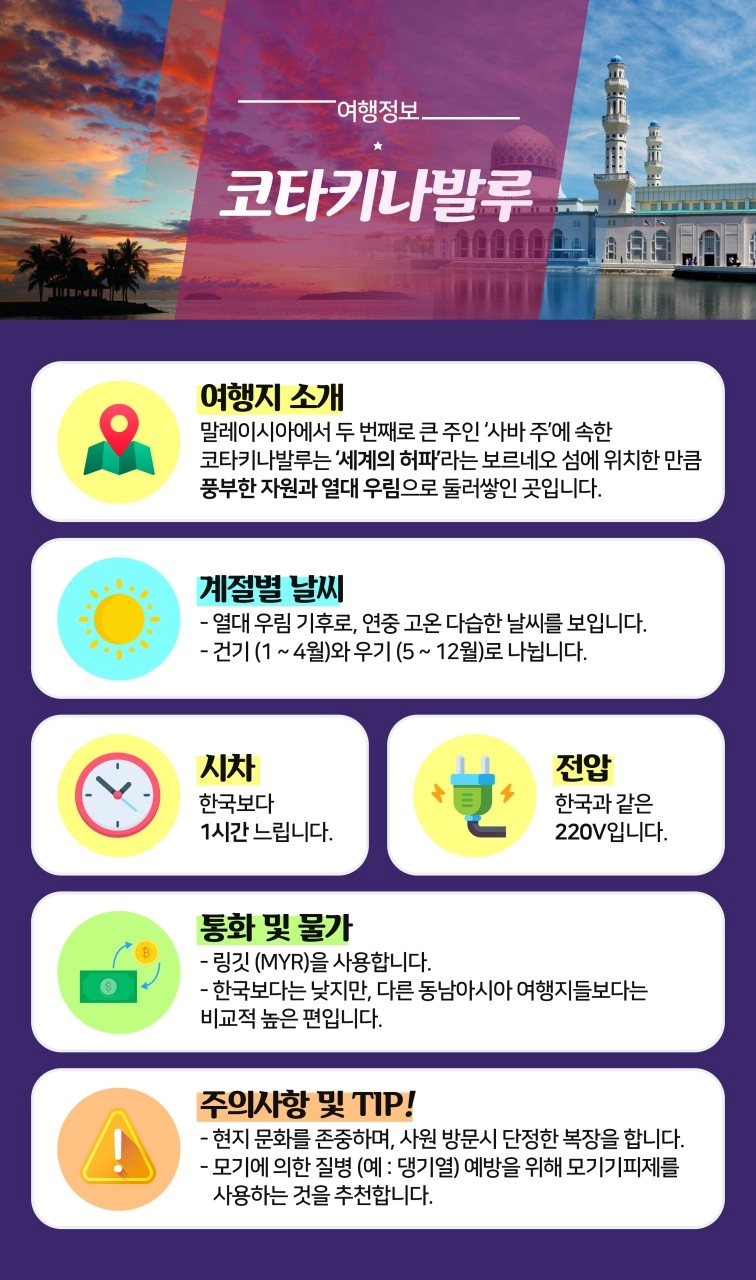 여행정보
코타키나발루
여행지 소개
말레이시아에서 두 번째로 큰 주인 ‘사바 주’에 속한
코타키나발루는 ‘세계의 허파’라는 보르네오 섬에 위치한 만큼
풍부한 자원과 열대 우림으로 둘러쌓인 곳입니다.
계절별 날씨
- 열대 우림 기후로, 연중 고온 다습한 날씨를 보입니다.
- 건기 (1 ~ 4월)와 우기 (5 ~ 12월)로 나뉩니다.
시차
한국보다
1시간 느립니다.
전압
한국과 같은
220V입니다.
통화 및 물가
- 링깃 (MYR)을 사용합니다.
- 한국보다는 낮지만, 다른 동남아시아 여행지들보다는
비교적 높은 편입니다.
주의사항 및 TIP!
- 현지 문화를 존중하며, 사원 방문시 단정한 복장을 합니다.
- 모기에 의한 질병 (예 : 댕기열) 예방을 위해 모기기피제를
사용하는 것을 추천합니다.